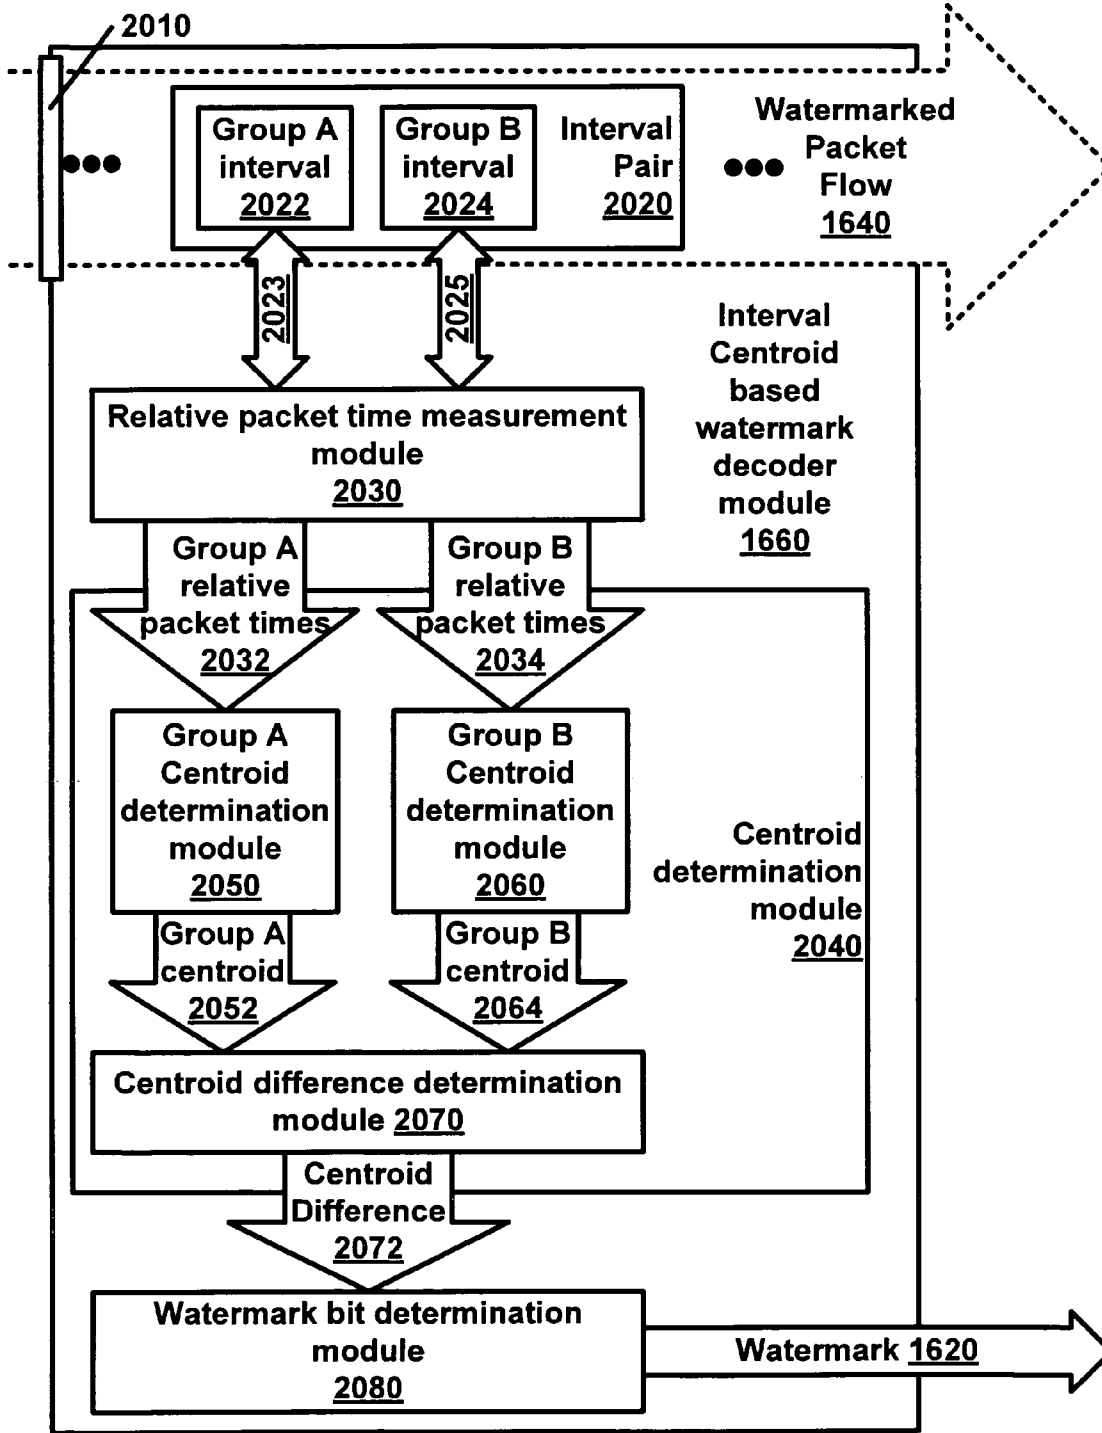 2010
Group A
interval
2022
Group B
interval
2024
Interval
Pair
2020
Watermarked
Packet
Flow
1640
2023
2025
Interval
Centroid
based
watermark
decoder
module
1660
Relative packet time measurement
module
2030
Group A
relative
packet times
2032
Group B
relative
packet times
2034
Group A
Centroid
determination
module
2050
Group B
Centroid
determination
module
2060
Centroid
determination
module
2040
Group A
centroid
2052
Group B
centroid
2064
Centroid difference determination
module 2070
Centroid
Difference
2072
Watermark bit determination
module
2080
Watermark 1620